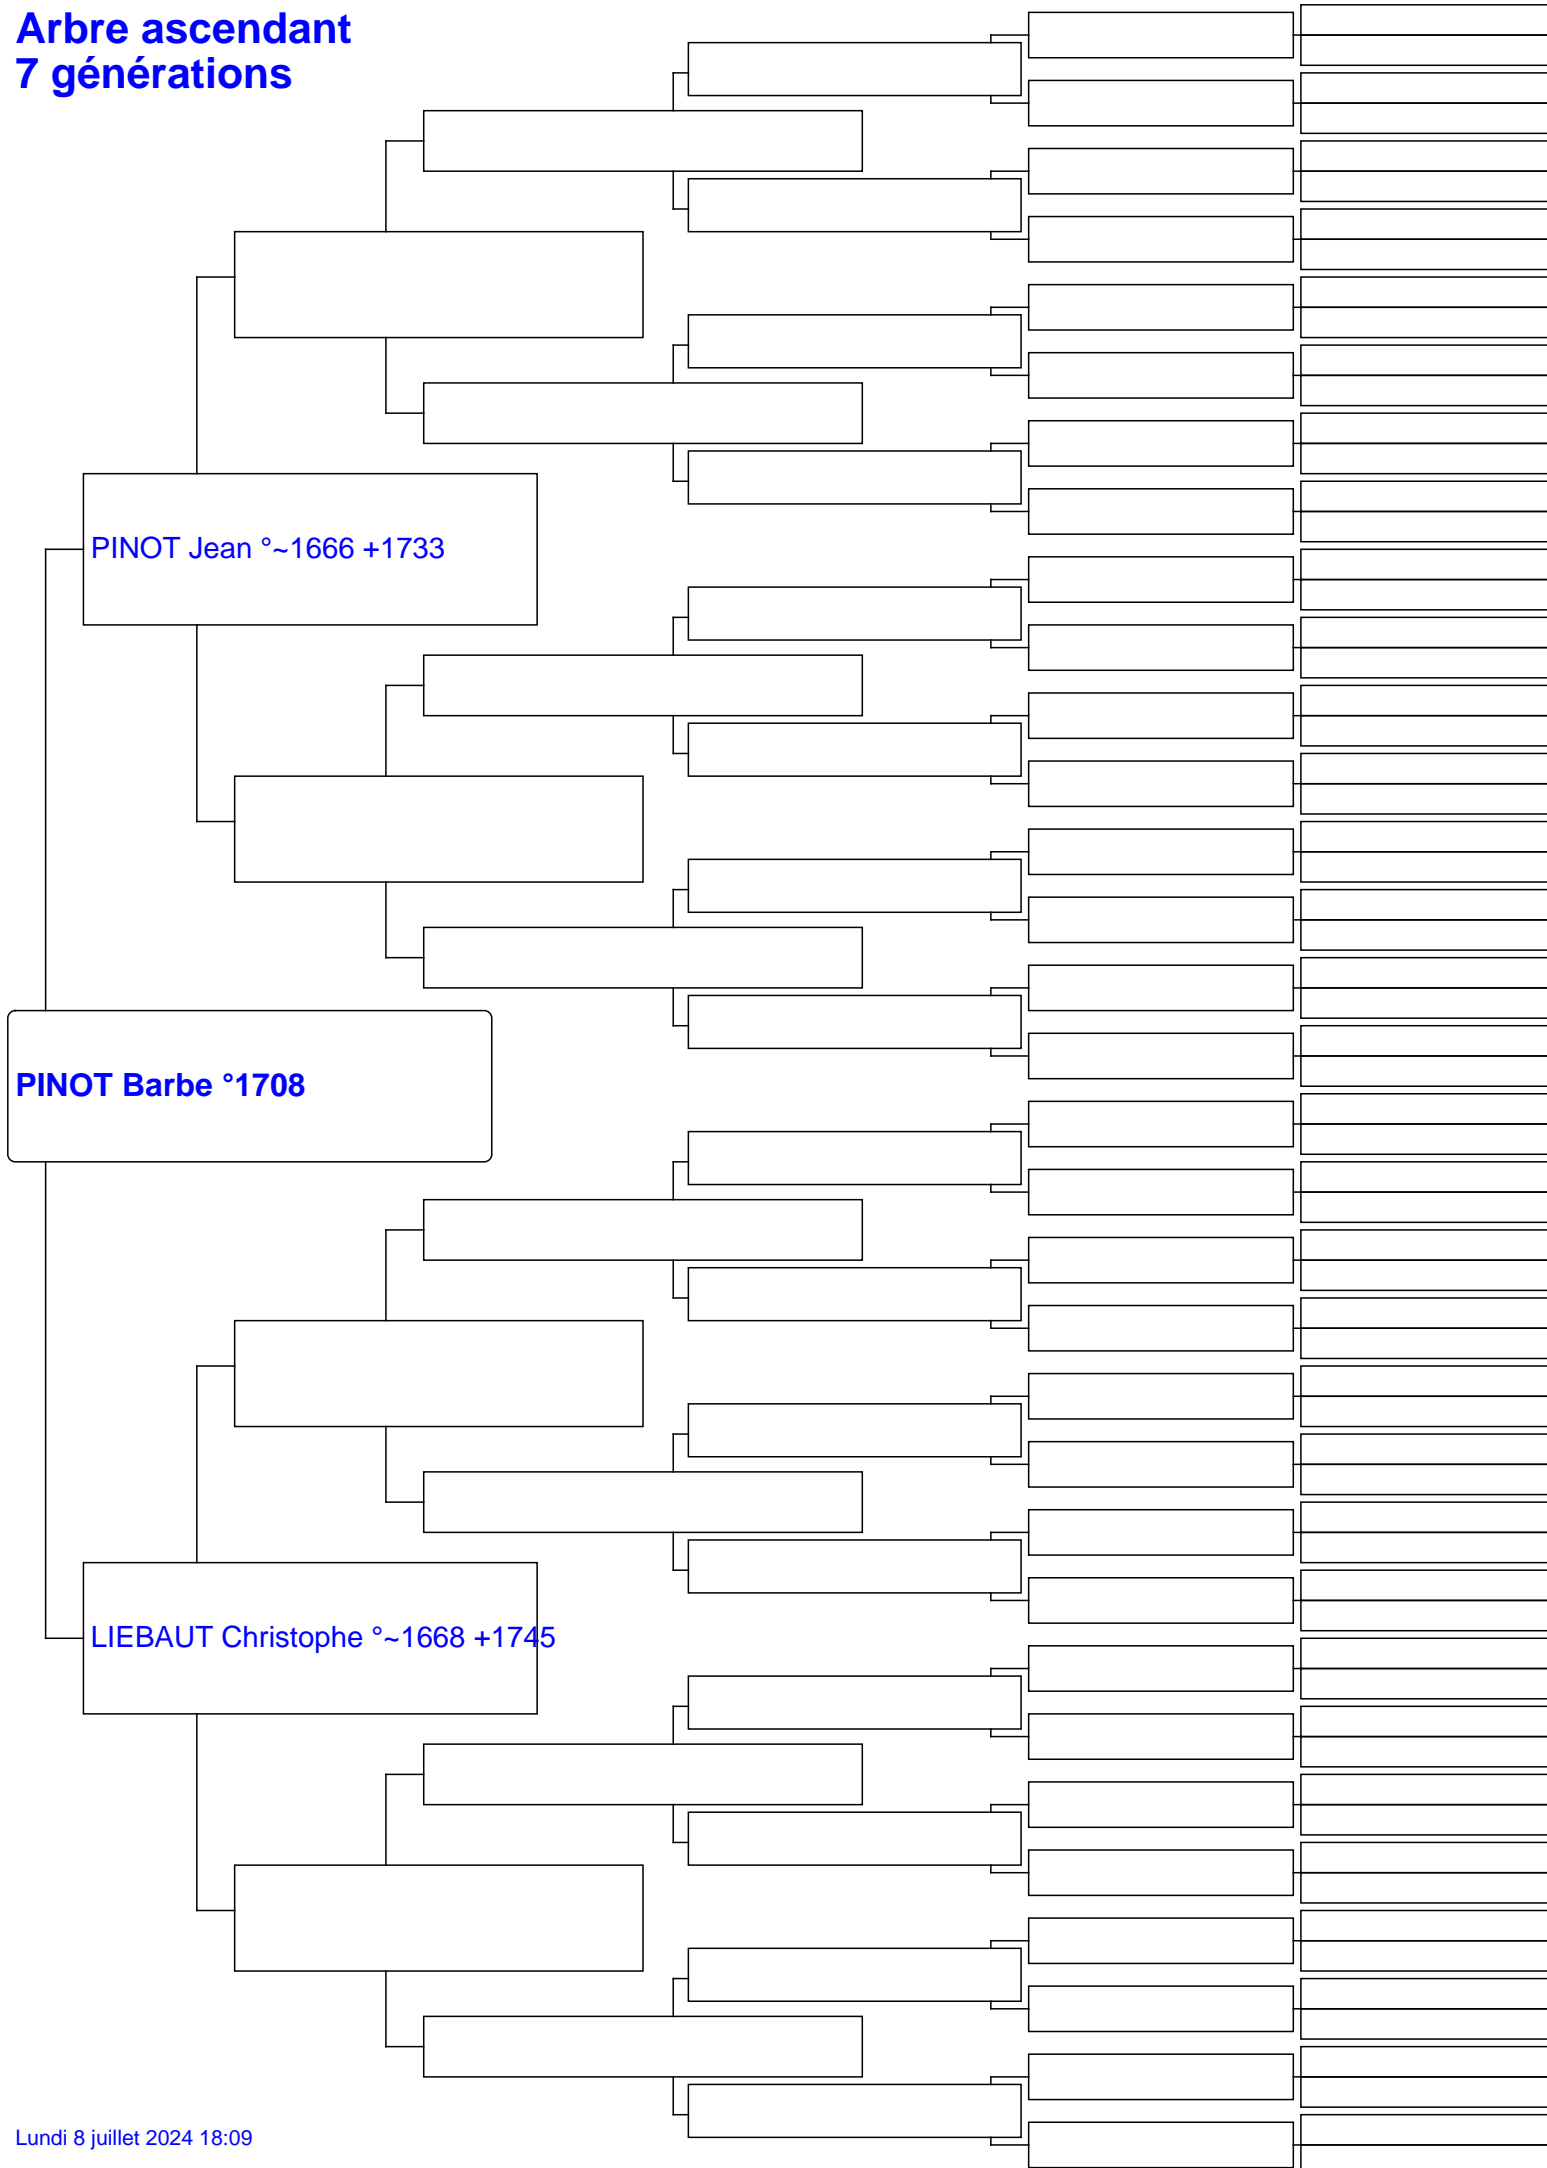 Arbre ascendant
7 générations
PINOT Jean °~1666 +1733
PINOT Barbe °1708
LIEBAUT Christophe °~1668 +1745
Lundi 8 juillet 2024 18:09